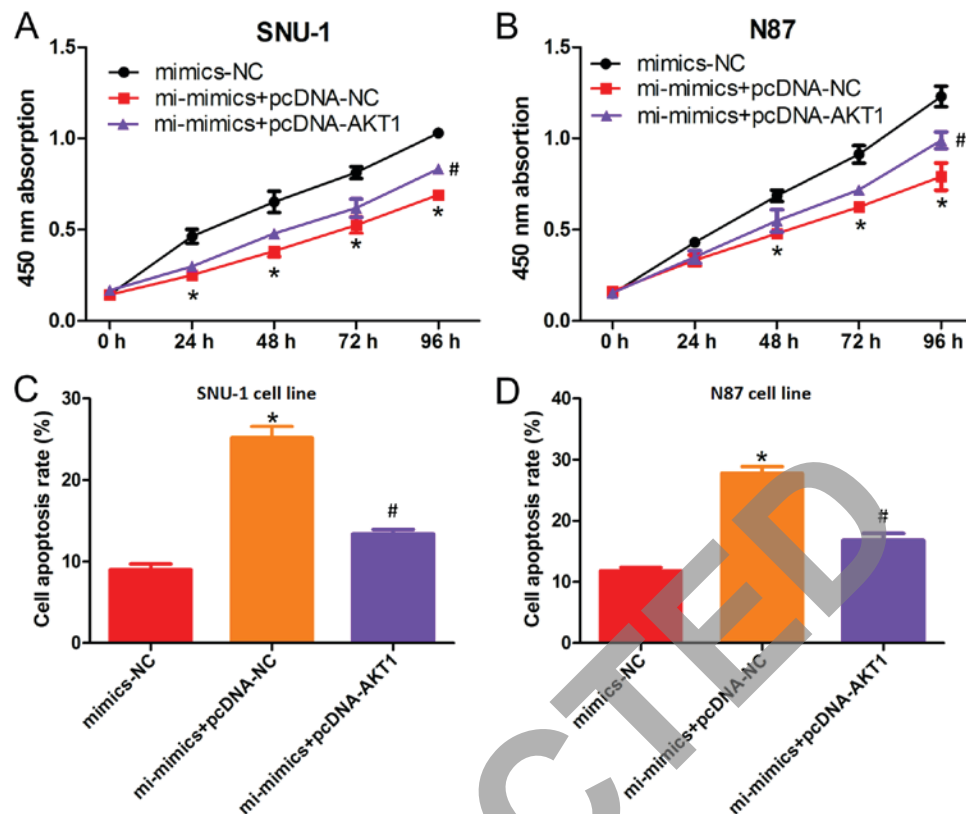 A
SNU-1
1.5
1.0
0.5
0.0
450 nm absorption
mimics-NC
mi-mimics+pcDNA-NC
mi-mimics+pcDNA-AKT1
#
*
*
*
*
0 h
24 h
48 h
72 h
96 h
B
N87
1.5
1.0
0.5
0.0
450 nm absorption
mimics-NC
mi-mimics+pcDNA-NC
mi-mimics+pcDNA-AKT1
#
*
*
*
0 h
24 h
48 h
72 h
96 h
C
SNU-1 cell line
30
20
10
0
Cell apoptosis rate (%)
*
#
mimics-NC
mi-mimics+pcDNA-NC
mi-mimics+pcDNA-AKT1
D
N87 cell line
40
30
20
10
0
Cell apoptosis rate (%)
*
#
mimics-NC
mi-mimics+pcDNA-NC
mi-mimics+pcDNA-AKT1
CTED